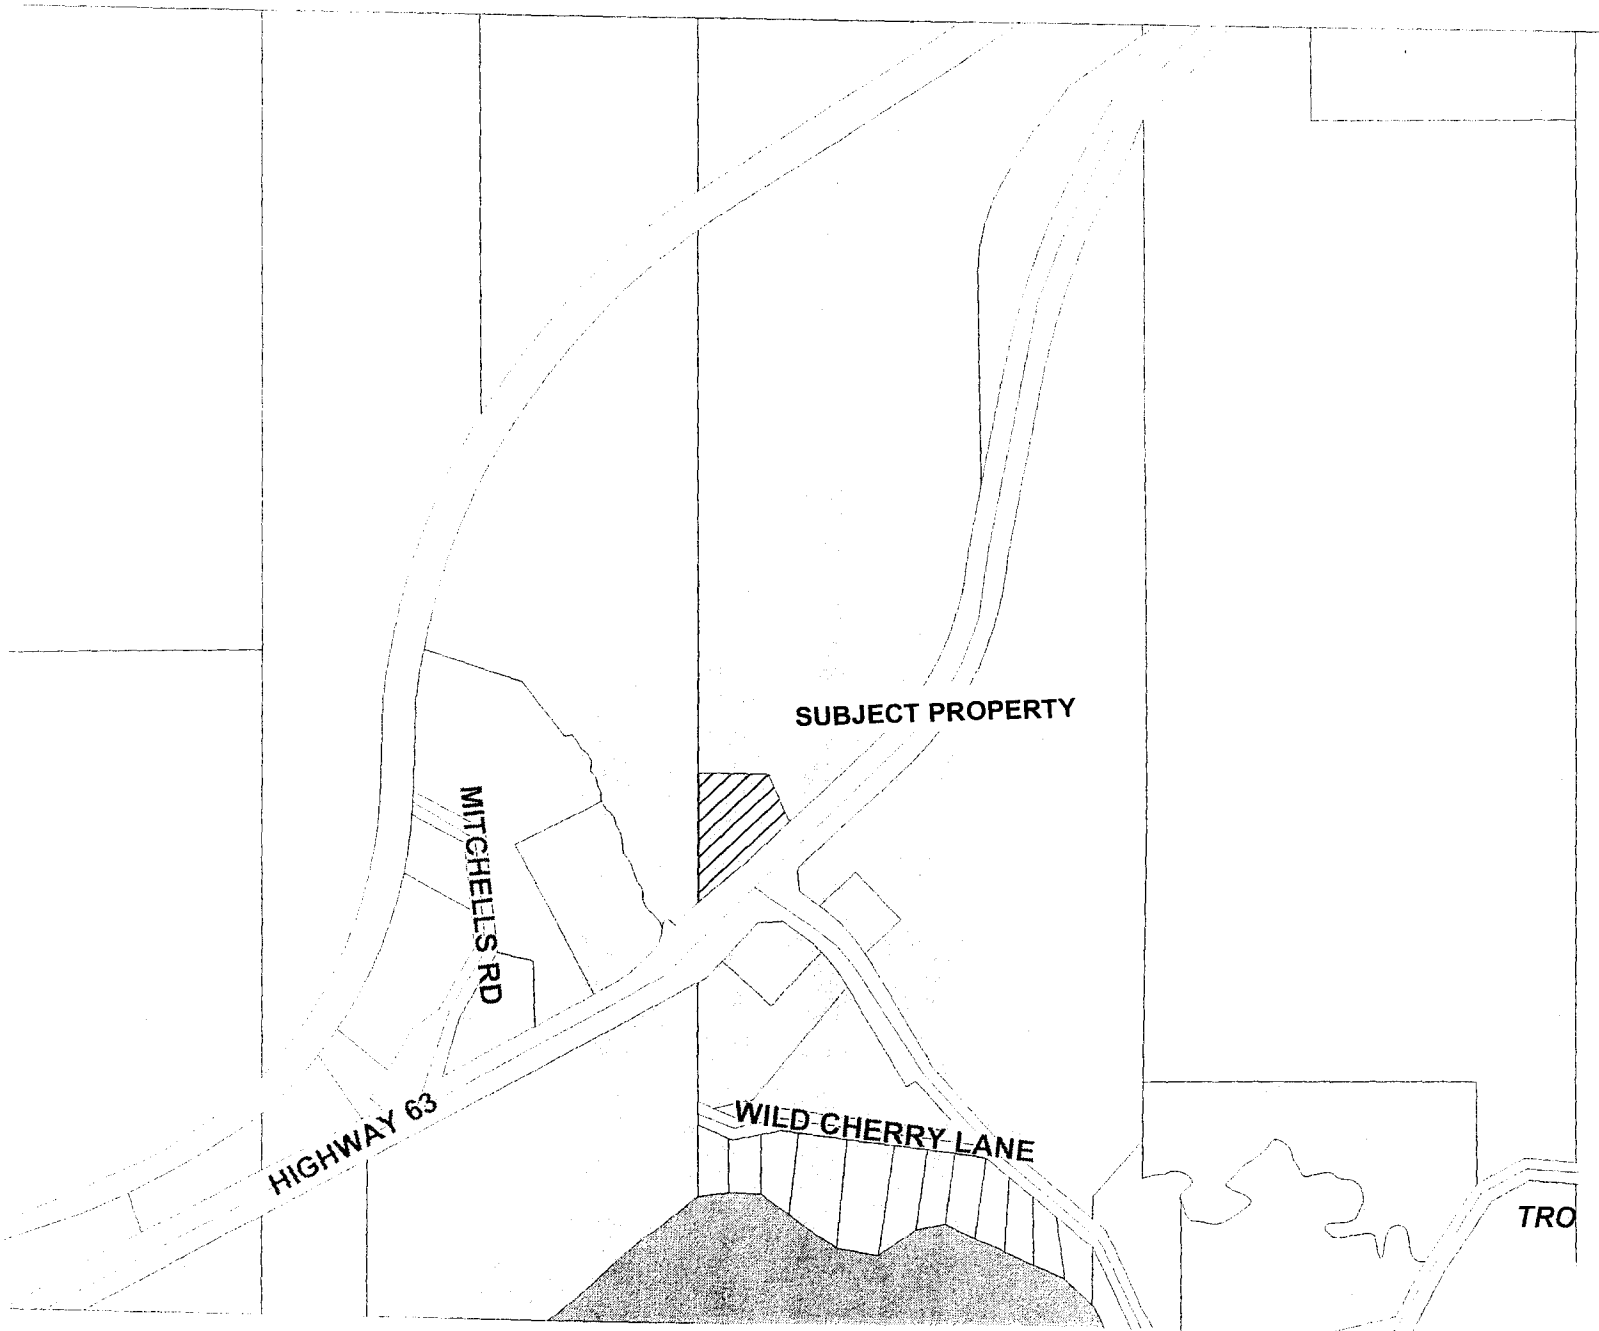 SUBJECT PROPERTY
MITCHELLS RD
HIGHWAY 63
WILD CHERRY LANE
TRO